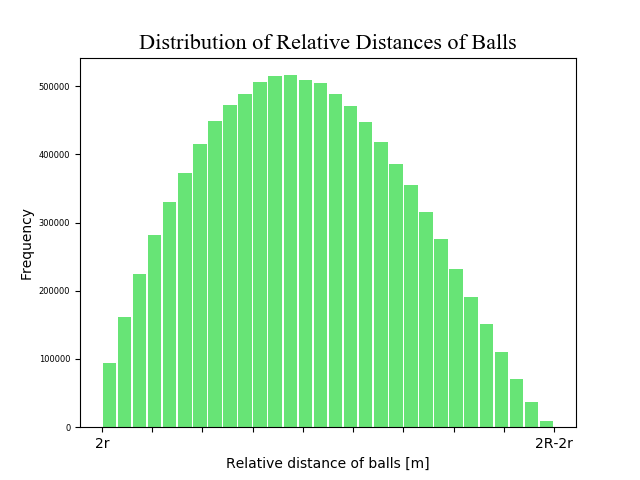 Distribution of Relative Distances of Balls
500000
400000
300000
200000
100000
0
Frequency
2r
2R-2r
Relative distance of balls [m]